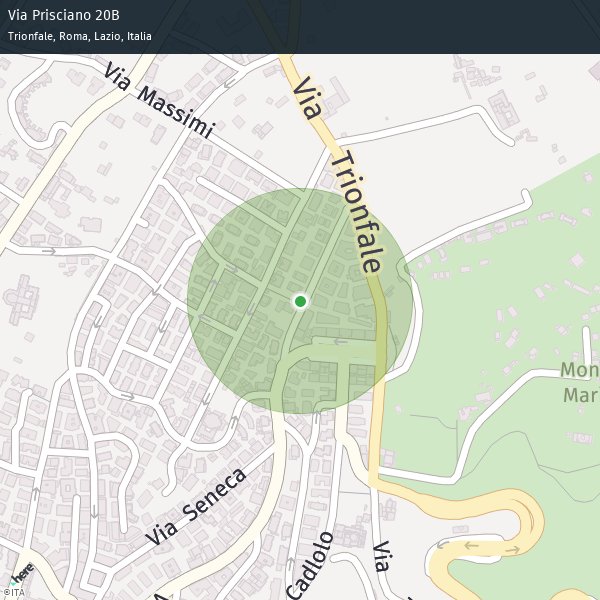 Via Prisciano 20B
Trionfale, Roma, Lazio, Italia
Via Massimi
Via Trionfale
Mon
Mar
Via Seneca
Cadlolo
Via
here
©ITA